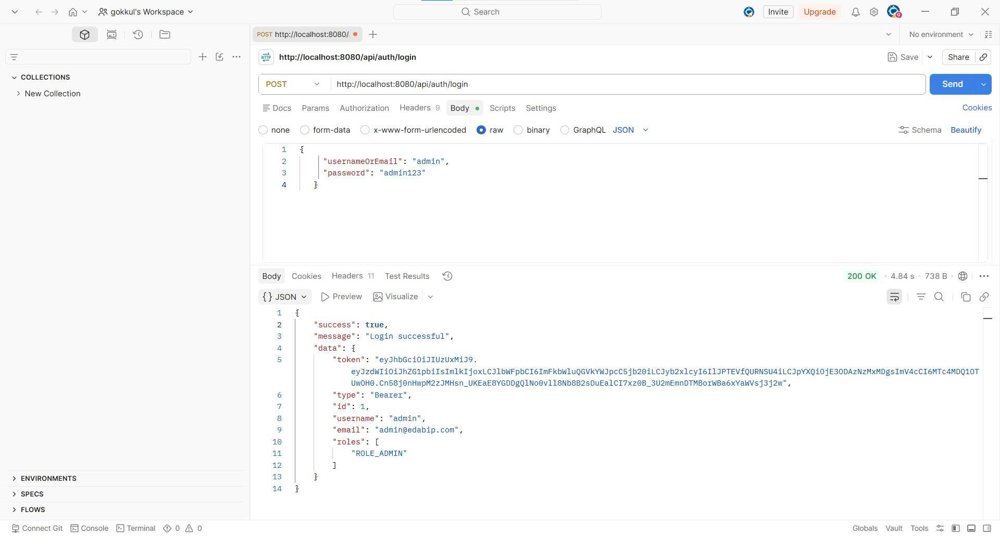 gokkul's Workspace
Search
Invite
Upgrade
POST http://localhost:8080/.
No environment
HTTP http://localhost:8080/api/auth/login
Save
Share
COLLECTIONS
New Collection
POST
http://localhost:8080/api/auth/login
Send
Docs
Params
Authorization
Headers 9
Body
Scripts
Settings
Cookies
none
form-data
x-www-form-urlencoded
raw
binary
GraphQL
JSON
Schema
Beautify
1 {
2 "usernameOrEmail": "admin",
3 "password": "admin123"
4 }
Body
Cookies
Headers 11
Test Results
200 OK • 4.84 s • 738 B
{} JSON
Preview
Visualize
1 {
2 "success": true,
3 "message": "Login successful",
4 "data": {
5 "token": "eyJhbGciOiJIUzUxMiJ9.
eyJzdWIiOiJhZG1pbiIsImlkIjoxLCJlbWFpbCI6ImFkbWluQGVkYWJpcC5jb20iLCJyb2xlcyI6IlJPTEVfQURNSU4iLCJpYXQiOjE3ODAzNzMxMDgsImV4cCI6MTc4MDQ1OT
UwOH0.Cn58j0nHwpM2zJMHsn_UKEaE8YGDDgQlNo0vll8Nb8B2sDuEalCI7xz0B_3U2mEmnDTMBorWBa6xYaWVsj3j2w",
6 "type": "Bearer",
7 "id": 1,
8 "username": "admin",
9 "email": "admin@edabip.com",
10 "roles": [
11 "ROLE_ADMIN"
12 ]
13 }
14 }
ENVIRONMENTS
SPECS
FLOWS
Connect Git
Console
Terminal
0
0
Globals
Vault
Tools